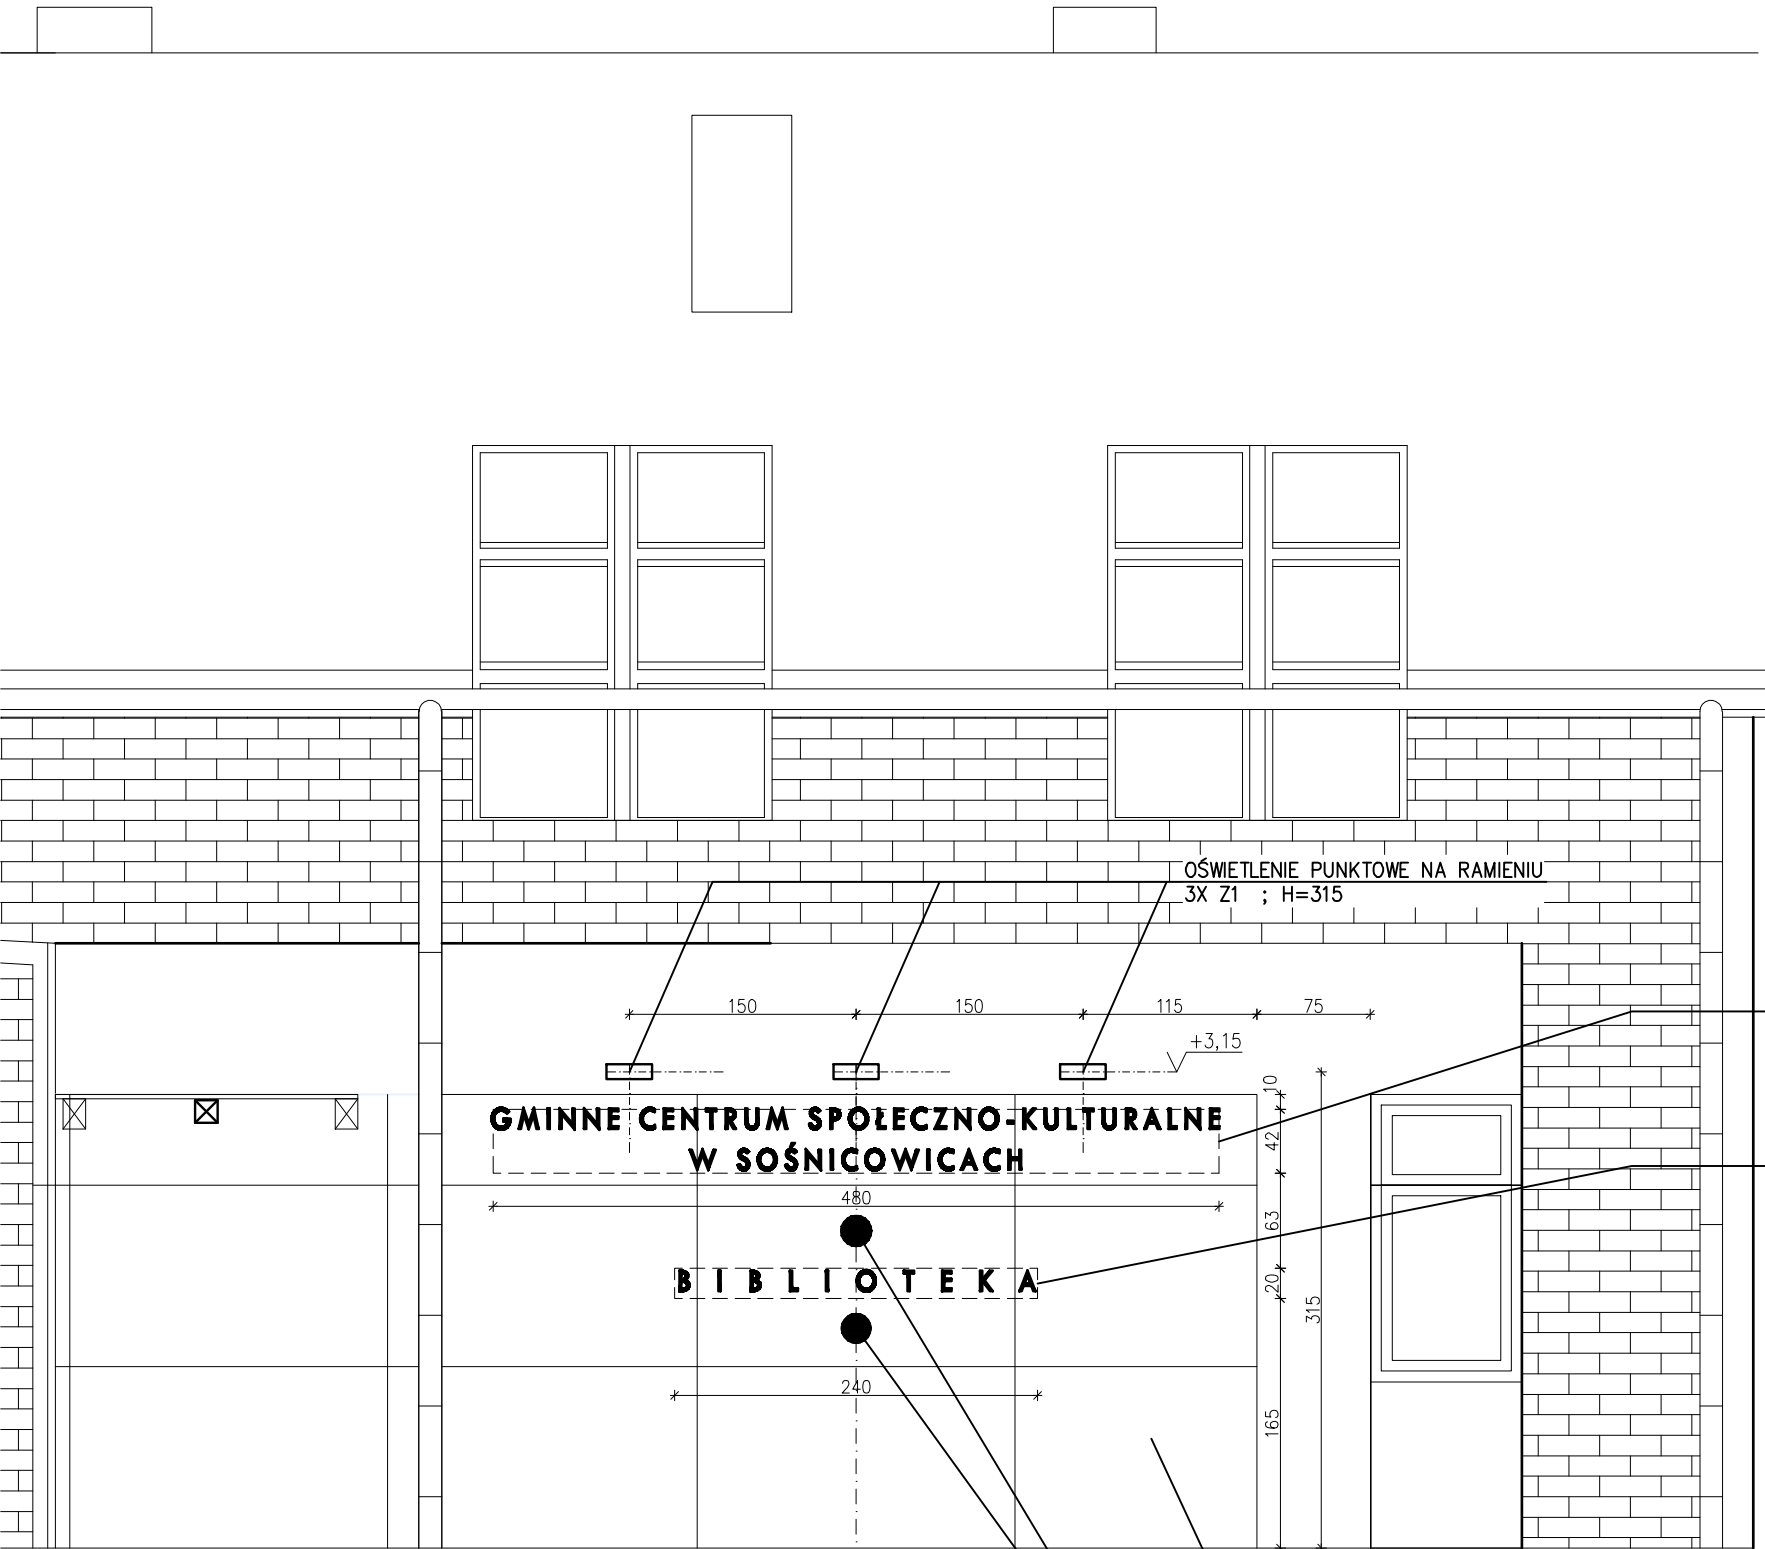 OŚWIETLENIE PUNKTOWE NA RAMIENIU
3X Z1 ; H=315
150 150 115 75
+3,15
10
GMINNE CENTRUM SPOŁECZNO-KULTURALNE
42
W SOŚNICOWICACH
480
63
B I B L I O T E K A
20
315
240
165